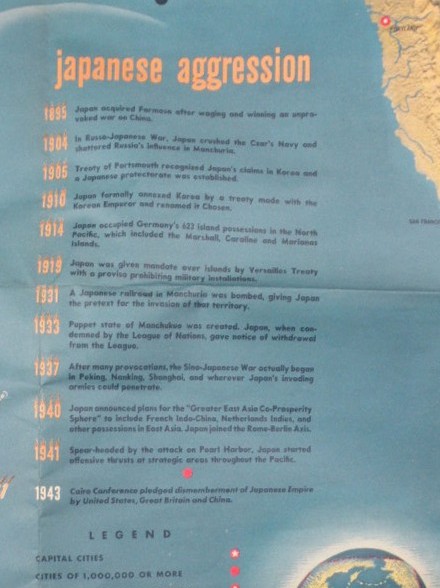 japanese aggression
1895 Japan acquired Formosa after waging and winning an unpro-
voked war on China.
1904 In Russo-Japanese War, Japan crushed the Czar's Navy and
shattered Russia's influence in Manchuria.
1905 Treaty of Portsmouth recognized Japan's claims in Korea and
a Japanese protectorate was established.
1910 Japan formally annexed Korea by a treaty made with the
Korean Emperor and renamed it Chosen.
1914 Japan occupied Germany's 623 island possessions in the North
Pacific, which included the Marshall, Caroline and Marianas
Islands.
1919 Japan was given mandate over islands by Versailles Treaty
with a proviso prohibiting military installations.
1931 A Japanese railroad in Manchuria was bombed, giving Japan
the pretext for the invasion of that territory.
1933 Puppet state of Manchukuo was created. Japan, when con-
demned by the League of Nations, gave notice of withdrawal
from the League.
1937 After many provocations, the Sino-Japanese War actually began
in Peking, Nanking, Shanghai, and wherever Japan's invading
armies could penetrate.
1940 Japan announced plans for the "Greater East Asia Co-Prosperity
Sphere" to include French Indo-China, Netherlands Indies, and
other possessions in East Asia. Japan joined the Rome-Berlin Axis.
1941 Spear-headed by the attack on Pearl Harbor, Japan started
offensive thrusts at strategic areas throughout the Pacific.
1943 Cairo Conference pledged dismemberment of Japanese Empire
by United States, Great Britain and China.
LEGEND
CAPITAL CITIES
CITIES OF 1,000,000 OR MORE